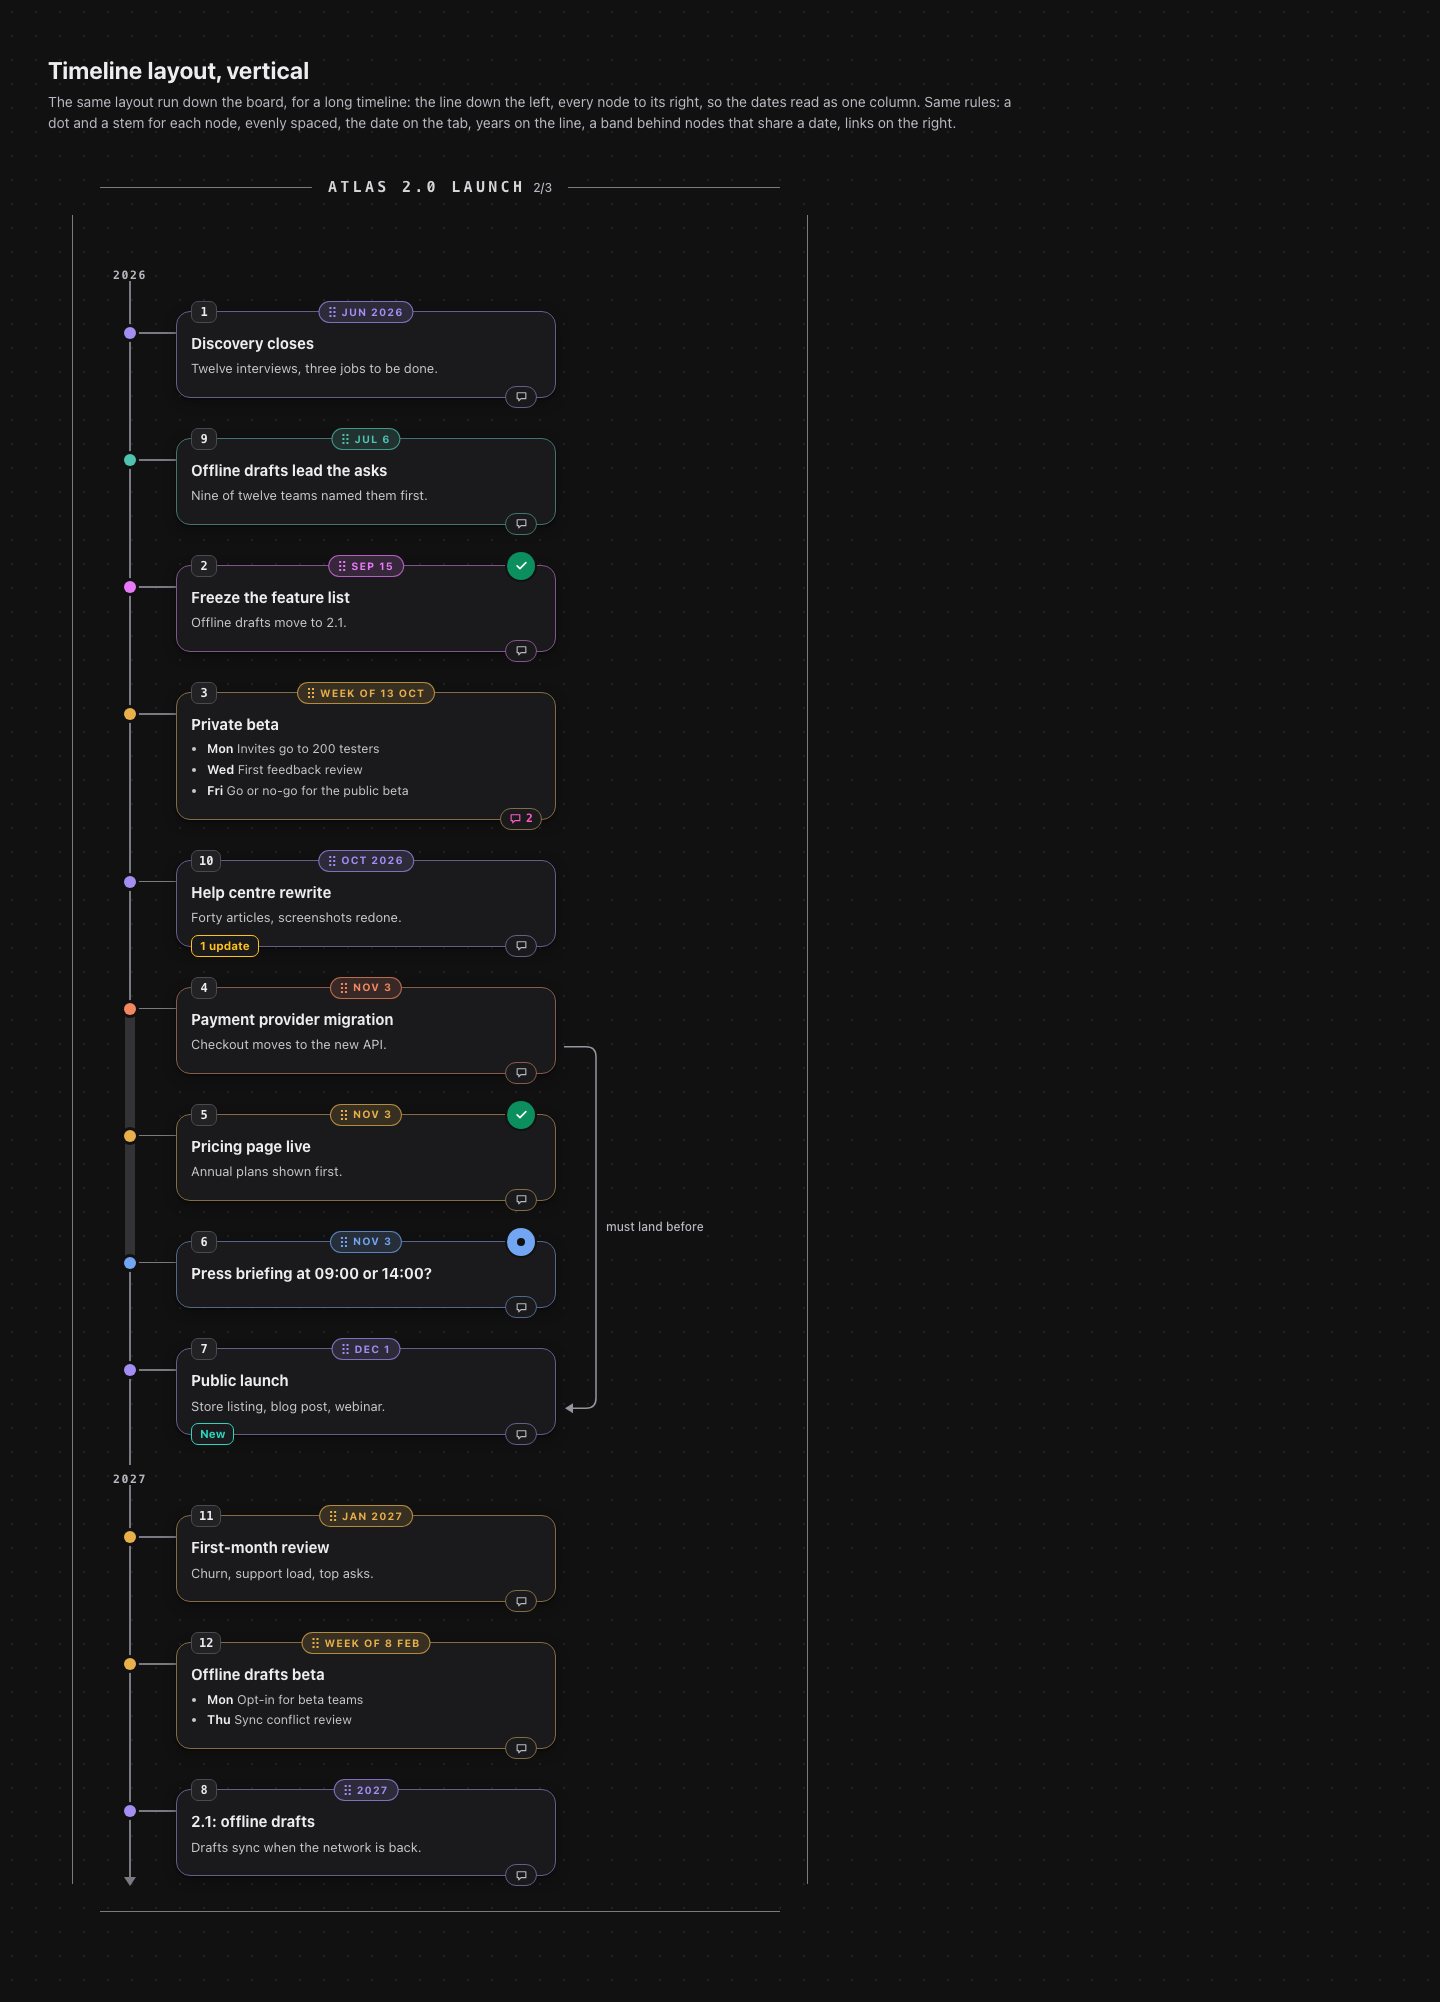 Timeline layout, vertical
The same layout run down the board, for a long timeline: the line down the left, every node to its right, so the dates read as one column. Same rules: a
dot and a stem for each node, evenly spaced, the date on the tab, years on the line, a band behind nodes that share a date, links on the right.
ATLAS 2.0 LAUNCH 2/3
2026
1 JUN 2026
Discovery closes
Twelve interviews, three jobs to be done.
9 JUL 6
Offline drafts lead the asks
Nine of twelve teams named them first.
2 SEP 15
Freeze the feature list
Offline drafts move to 2.1.
3 WEEK OF 13 OCT
Private beta
• Mon Invites go to 200 testers
• Wed First feedback review
• Fri Go or no-go for the public beta
2
10 OCT 2026
Help centre rewrite
Forty articles, screenshots redone.
1 update
4 NOV 3
Payment provider migration
Checkout moves to the new API.
5 NOV 3
Pricing page live
Annual plans shown first.
must land before
6 NOV 3
Press briefing at 09:00 or 14:00?
7 DEC 1
Public launch
Store listing, blog post, webinar.
New
2027
11 JAN 2027
First-month review
Churn, support load, top asks.
12 WEEK OF 8 FEB
Offline drafts beta
• Mon Opt-in for beta teams
• Thu Sync conflict review
8 2027
2.1: offline drafts
Drafts sync when the network is back.